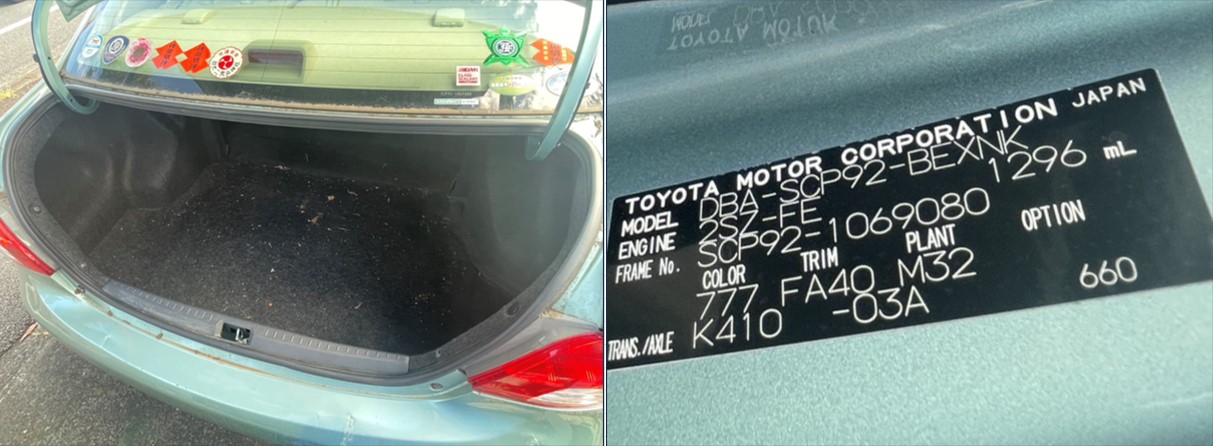 TOYOTA MOTOR CORPORATION JAPAN
MODEL DBA-SCP92-BEXNK
ENGINE 2SZ-FE 1296 mL
FRAME No. SCP92-1069080
COLOR TRIM PLANT OPTION
777 FA40 M32
TRANS./AXLE K410 -03A 660